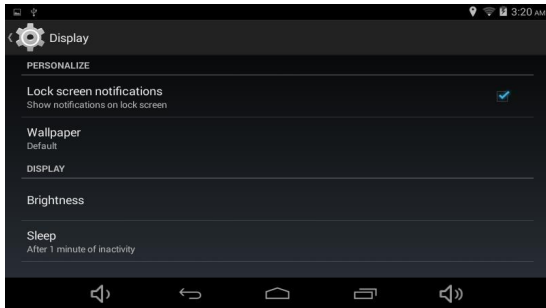 3:20 AM
Display
PERSONALIZE
Lock screen notifications
Show notifications on lock screen
Wallpaper
Default
DISPLAY
Brightness
Sleep
After 1 minute of inactivity